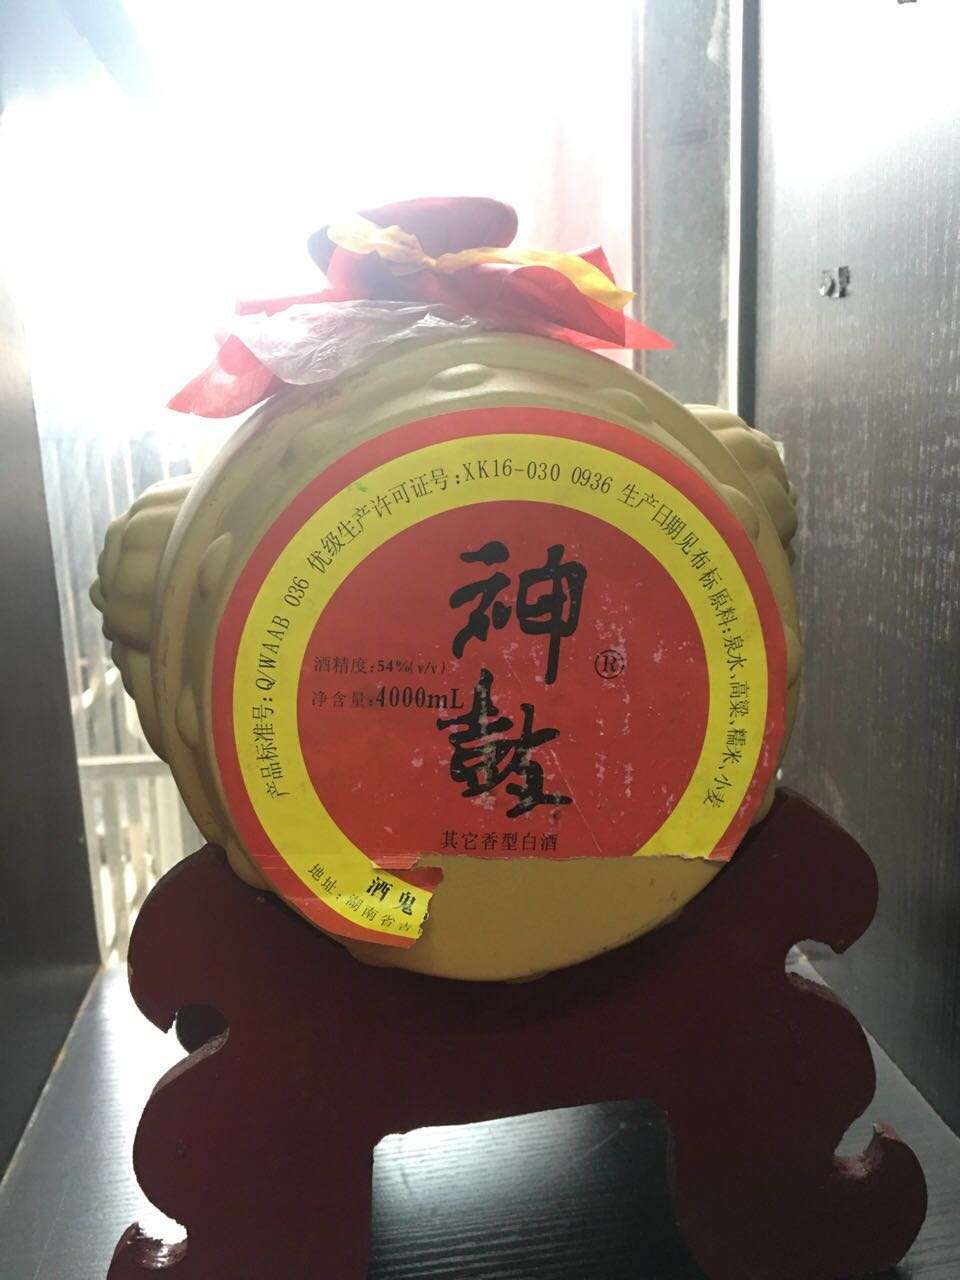 产品标准号:Q/WAAB 036 优级生产许可证号:XK16-030 0936 生产日期见布标 原料:泉水、高粱、糯米、小麦
神鼓®
酒精度:54%(v/v)
净含量:4000mL
其它香型白酒
酒鬼
地址:湖南省吉